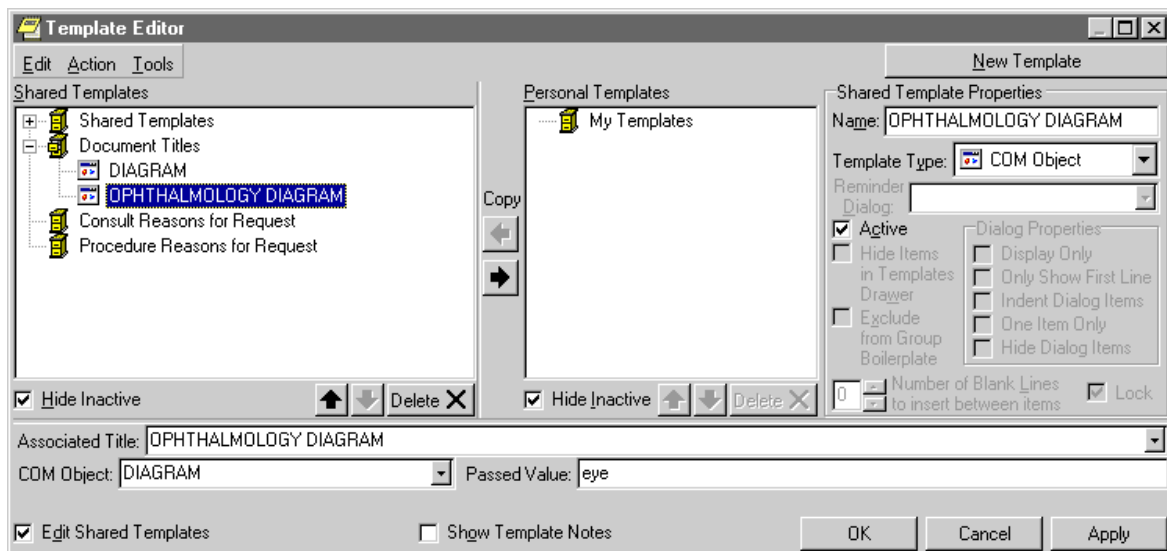 Template Editor
Edit Action Tools
New Template
Shared Templates
Shared Templates
Document Titles
DIAGRAM
OPHTHALMOLOGY DIAGRAM
Consult Reasons for Request
Procedure Reasons for Request
Hide Inactive
Delete
Copy
Personal Templates
My Templates
Hide Inactive
Delete
Shared Template Properties
Name: OPHTHALMOLOGY DIAGRAM
Template Type: COM Object
Reminder
Dialog:
Active
Hide Items
in Templates
Drawer
Exclude
from Group
Boilerplate
Dialog Properties
Display Only
Only Show First Line
Indent Dialog Items
One Item Only
Hide Dialog Items
0 Number of Blank Lines
to insert between items
Lock
Associated Title: OPHTHALMOLOGY DIAGRAM
COM Object: DIAGRAM Passed Value: eye
Edit Shared Templates Show Template Notes OK Cancel Apply